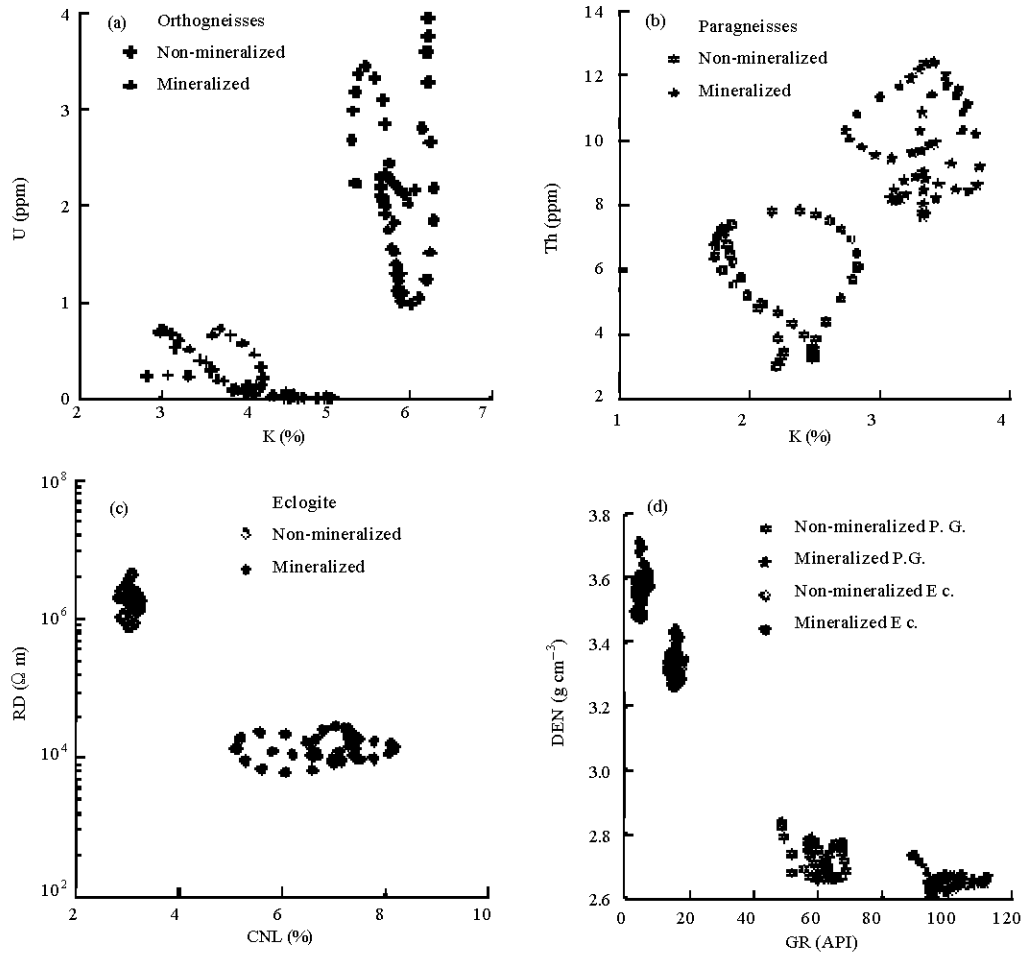 (a) Orthogneisses
Non-mineralized
Mineralized
4
3
2
1
0
U (ppm)
2 3 4 5 6 7
K (%)
(b) Paragneisses
Non-mineralized
Mineralized
14
12
10
8
6
4
2
Th (ppm)
1 2 3 4
K (%)
(c) Eclogite
Non-mineralized
Mineralized
10^8
10^6
10^4
10^2
RD (Ω m)
2 4 6 8 10
CNL (%)
(d)
Non-mineralized P. G.
Mineralized P.G.
Non-mineralized E c.
Mineralized E c.
3.8
3.6
3.4
3.2
3.0
2.8
2.6
DEN (g cm⁻³)
0 20 40 60 80 100 120
GR (API)